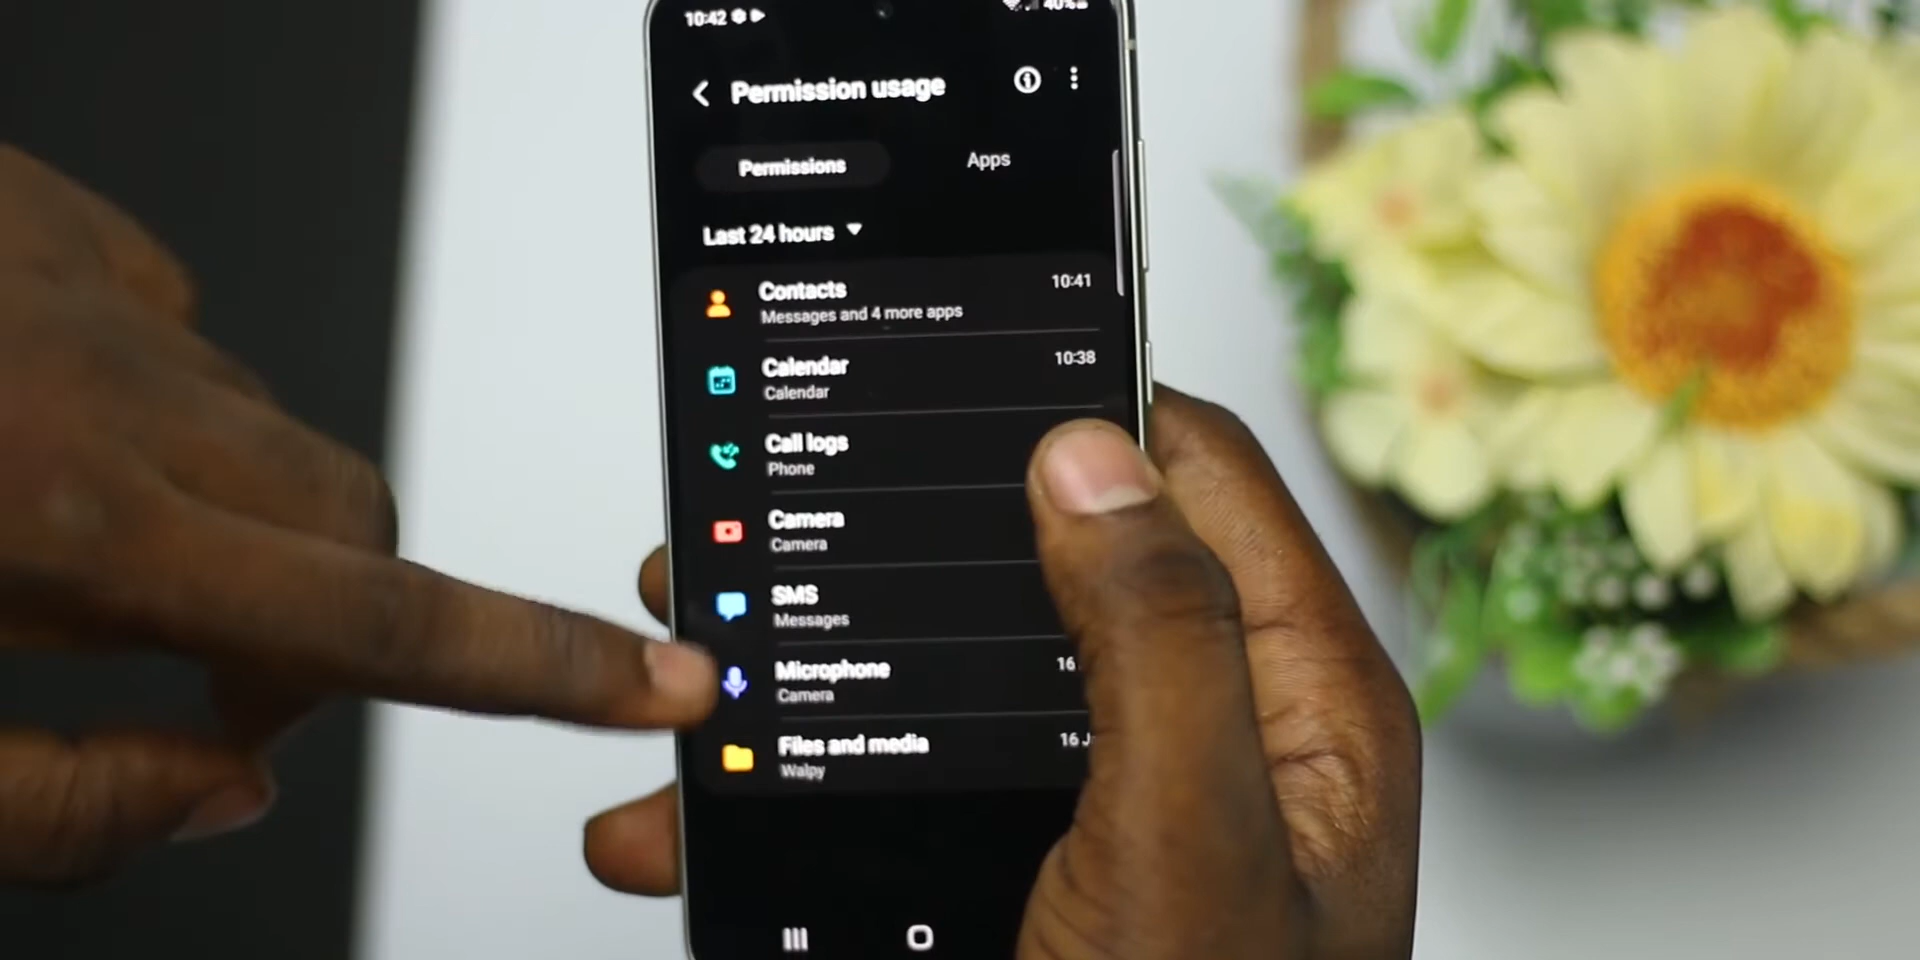 10:42
40%
Permission usage
Permissions
Apps
Last 24 hours
Contacts
10:41
Messages and 4 more apps
Calendar
10:38
Calendar
Call logs
Phone
Camera
Camera
SMS
Messages
Microphone
16
Camera
Files and media
16 J
Walpy